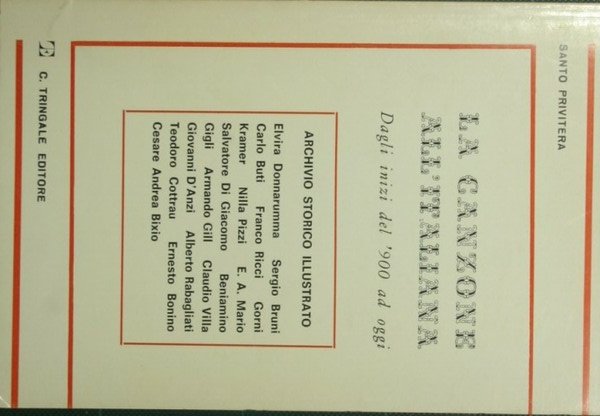 SANTO PRIVITERA
LA CANZONE
ALL'ITALIANA
Dagli inizi del '900 ad oggi
ARCHIVIO STORICO ILLUSTRATO
Elvira Donnarumma Sergio Bruni
Carlo Buti Franco Ricci Gorni
Kramer Nilla Pizzi E. A. Mario
Salvatore Di Giacomo Beniamino
Gigli Armando Gill Claudio Villa
Giovanni D'Anzi Alberto Rabagliati
Teodoro Cottrau Ernesto Bonino
Cesare Andrea Bixio
C. TRINGALE EDITORE